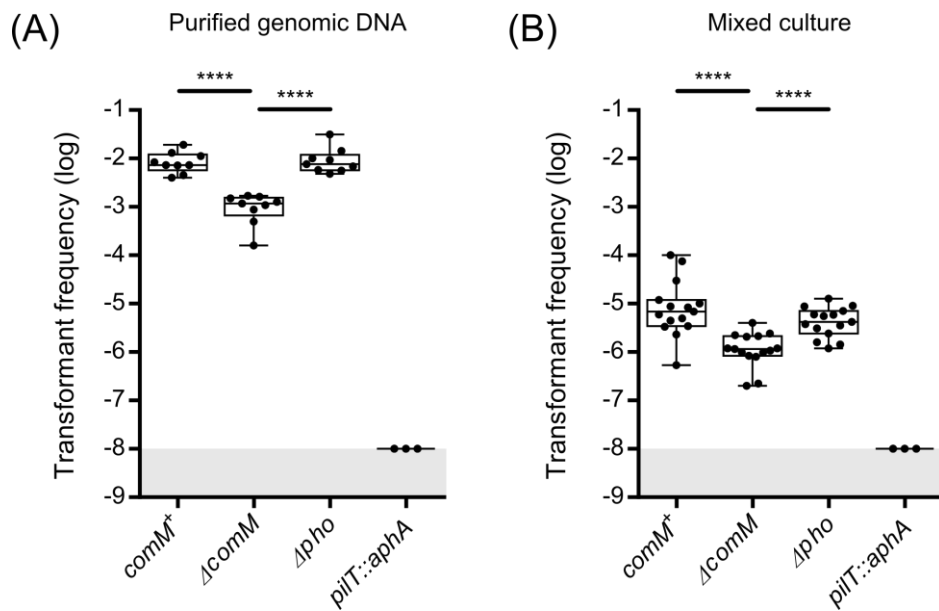 (A) Purified genomic DNA
**** ****
Transformant frequency (log)
-1
-2
-3
-4
-5
-6
-7
-8
-9
comM⁺
ΔcomM
Δpho
pilT::aphA
(B) Mixed culture
**** ****
Transformant frequency (log)
-1
-2
-3
-4
-5
-6
-7
-8
-9
comM⁺
ΔcomM
Δpho
pilT::aphA